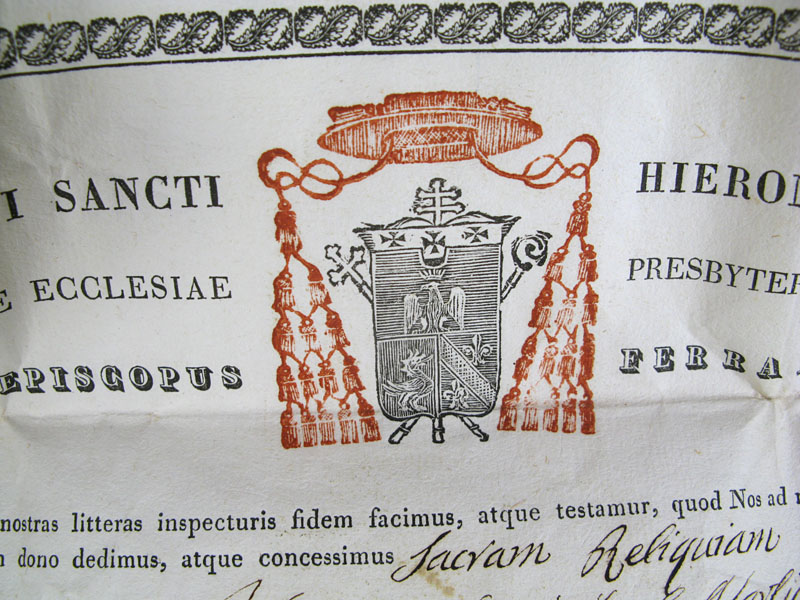 I SANCTI HIERO
E ECCLESIAE PRESBYTER
EPISCOPUS FERRA
nostras litteras inspecturis fidem facimus, atque testamur, quod Nos ad
dono dedimus, atque concessimus Sacram Reliquiam